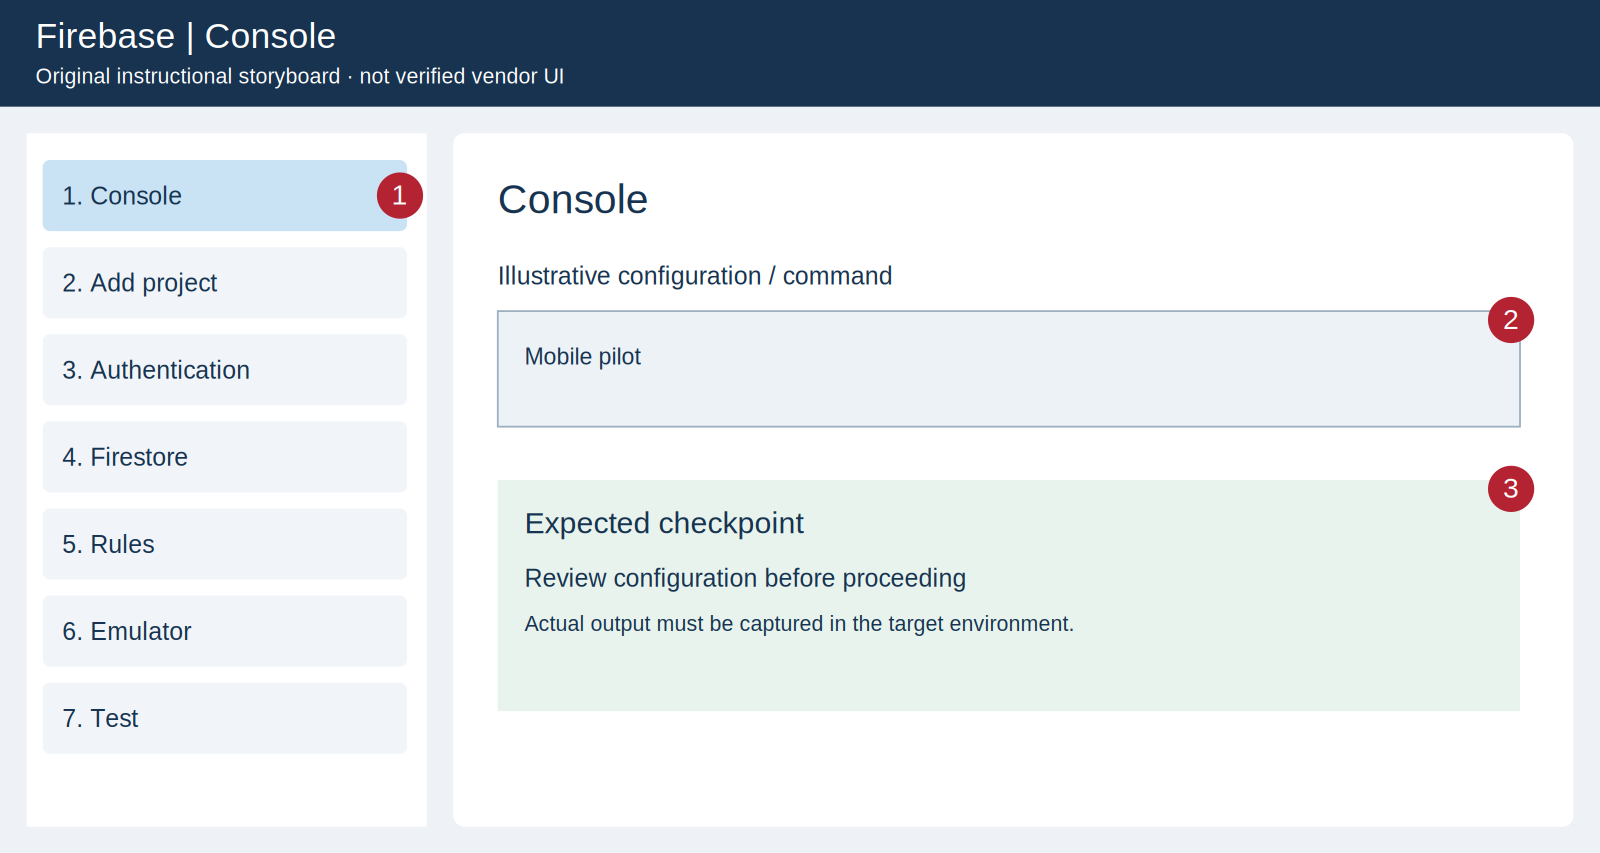 Firebase | Console
Original instructional storyboard · not verified vendor UI
1. Console
1
2. Add project
3. Authentication
4. Firestore
5. Rules
6. Emulator
7. Test
Console
Illustrative configuration / command
2
Mobile pilot
3
Expected checkpoint
Review configuration before proceeding
Actual output must be captured in the target environment.